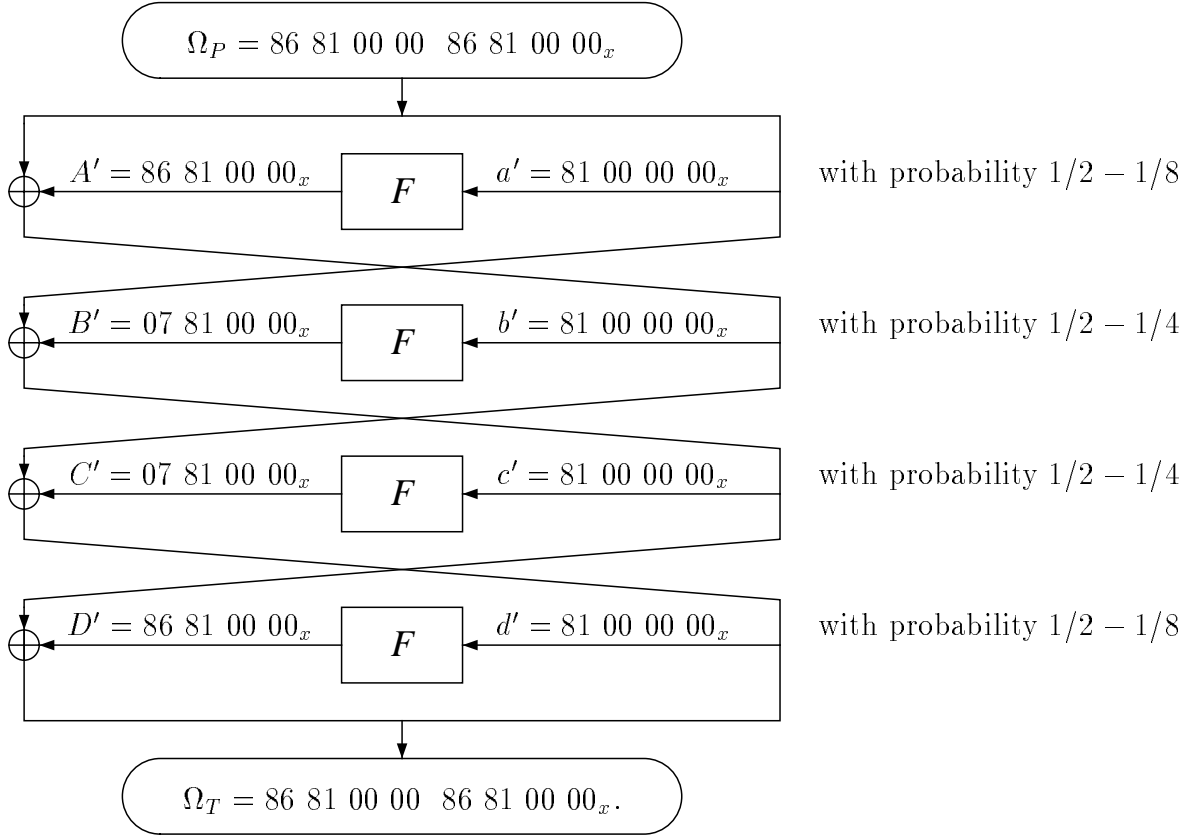 Ω_P = 86 81 00 00 86 81 00 00_x
A′ = 86 81 00 00_x F a′ = 81 00 00 00_x with probability 1/2 − 1/8
B′ = 07 81 00 00_x F b′ = 81 00 00 00_x with probability 1/2 − 1/4
C′ = 07 81 00 00_x F c′ = 81 00 00 00_x with probability 1/2 − 1/4
D′ = 86 81 00 00_x F d′ = 81 00 00 00_x with probability 1/2 − 1/8
Ω_T = 86 81 00 00 86 81 00 00_x.